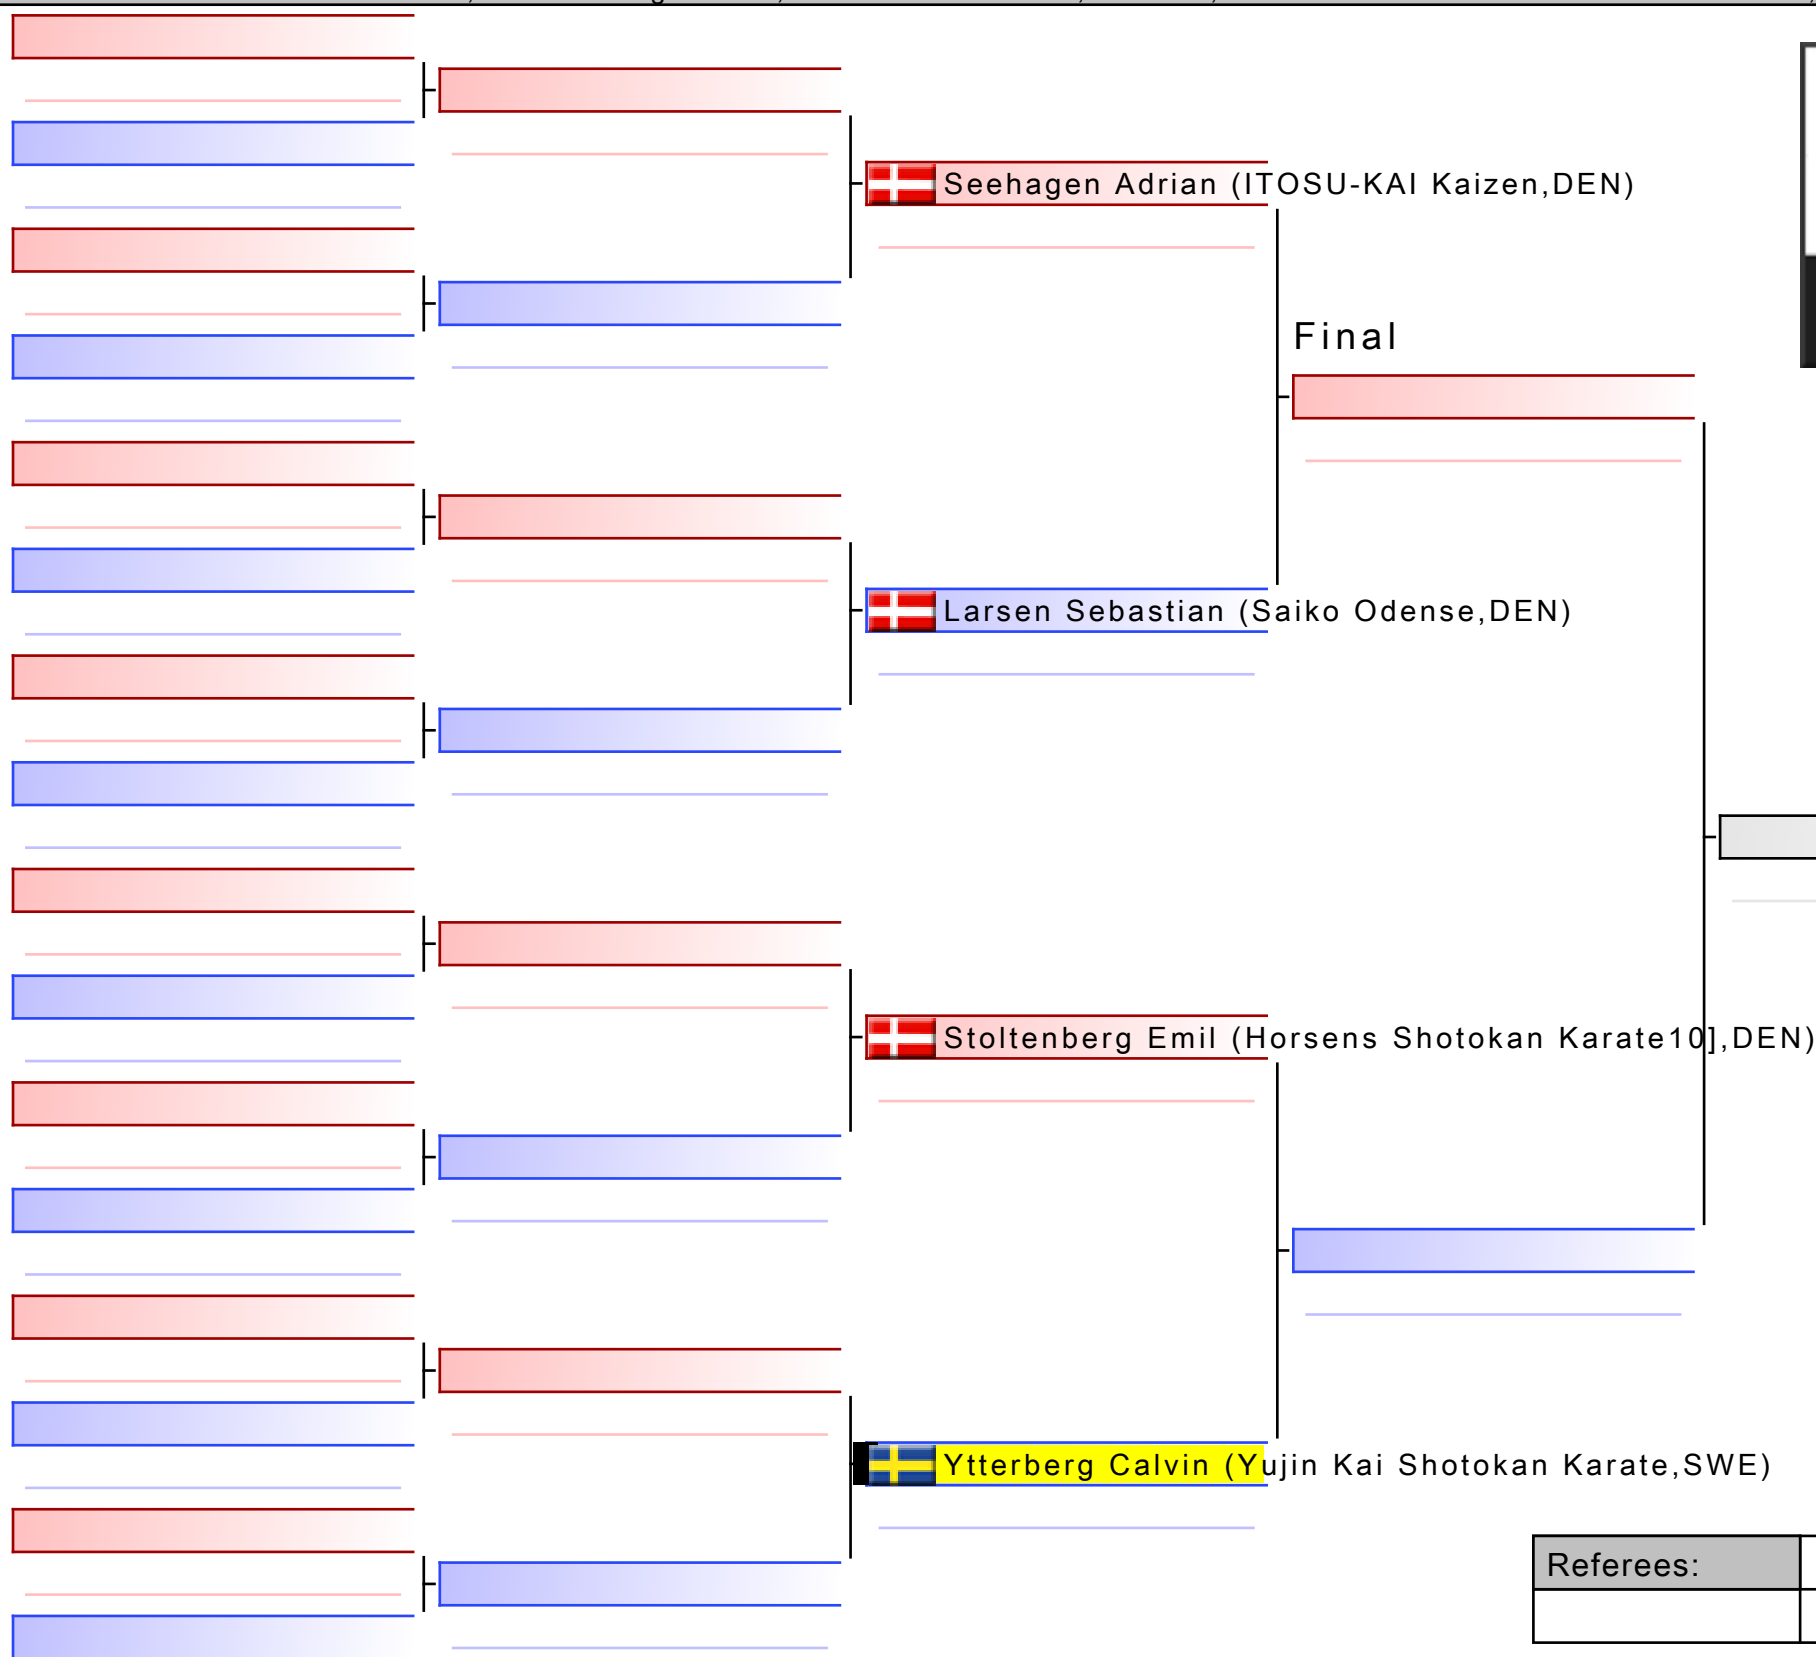 Seehagen Adrian (ITOSU-KAI Kaizen,DEN)
Final
Larsen Sebastian (Saiko Odense,DEN)
Stoltenberg Emil (Horsens Shotokan Karate10],DEN)
Ytterberg Calvin (Yujin Kai Shotokan Karate,SWE)
Referees: